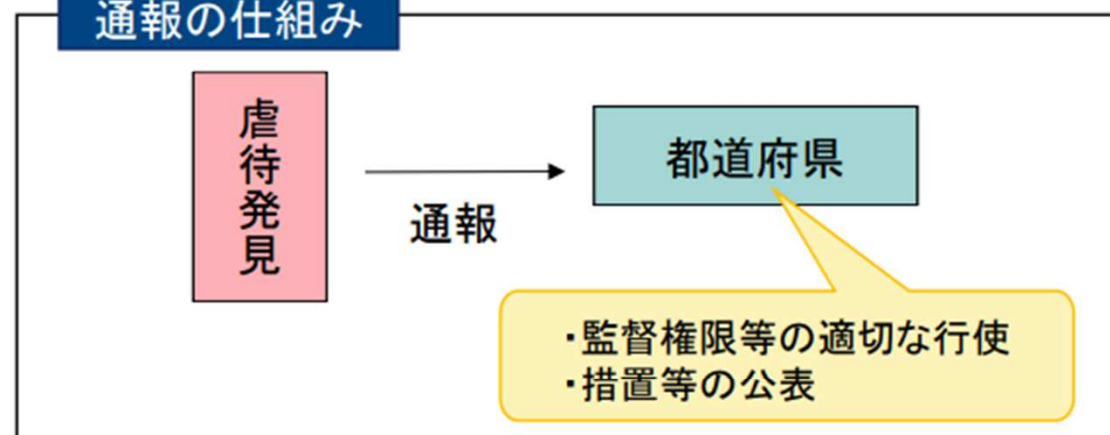 通報の仕組み
虐待発見
通報
都道府県
・監督権限等の適切な行使
・措置等の公表